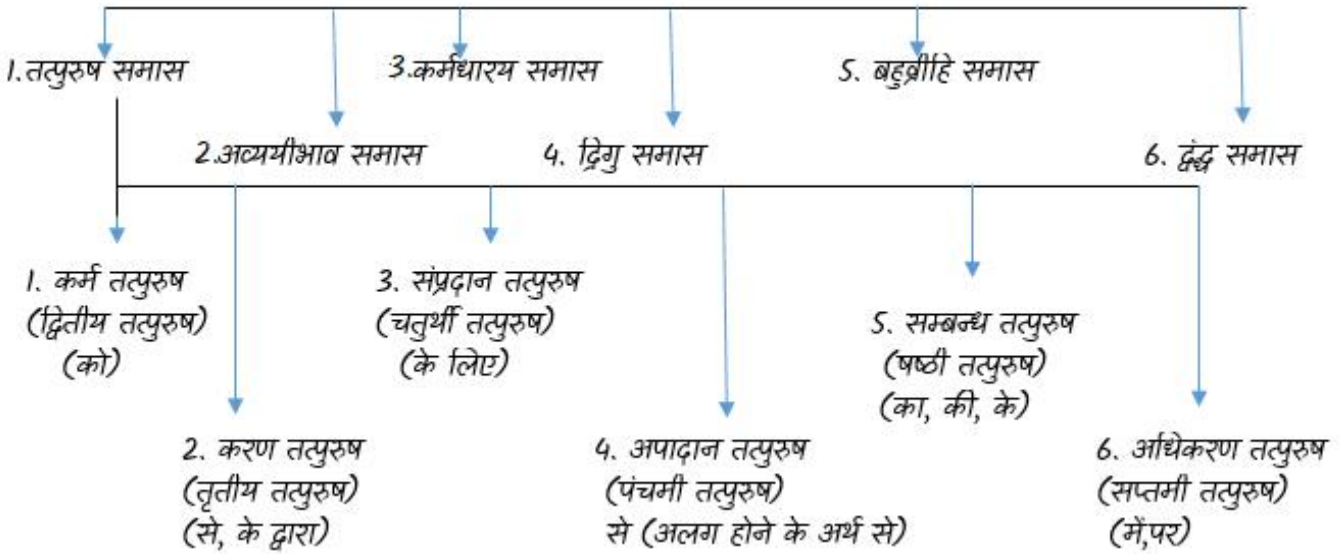 1.तत्पुरुष समास
3.कर्मधारय समास
5. बहुव्रीहि समास
2.अव्ययीभाव समास
4. द्विगु समास
6. द्वंद्व समास
1. कर्म तत्पुरुष
(द्वितीय तत्पुरुष)
(को)
3. संप्रदान तत्पुरुष
(चतुर्थी तत्पुरुष)
(के लिए)
5. सम्बन्ध तत्पुरुष
(षष्ठी तत्पुरुष)
(का, की, के)
2. करण तत्पुरुष
(तृतीय तत्पुरुष)
(से, के द्वारा)
4. अपादान तत्पुरुष
(पंचमी तत्पुरुष)
से (अलग होने के अर्थ से)
6. अधिकरण तत्पुरुष
(सप्तमी तत्पुरुष)
(में,पर)